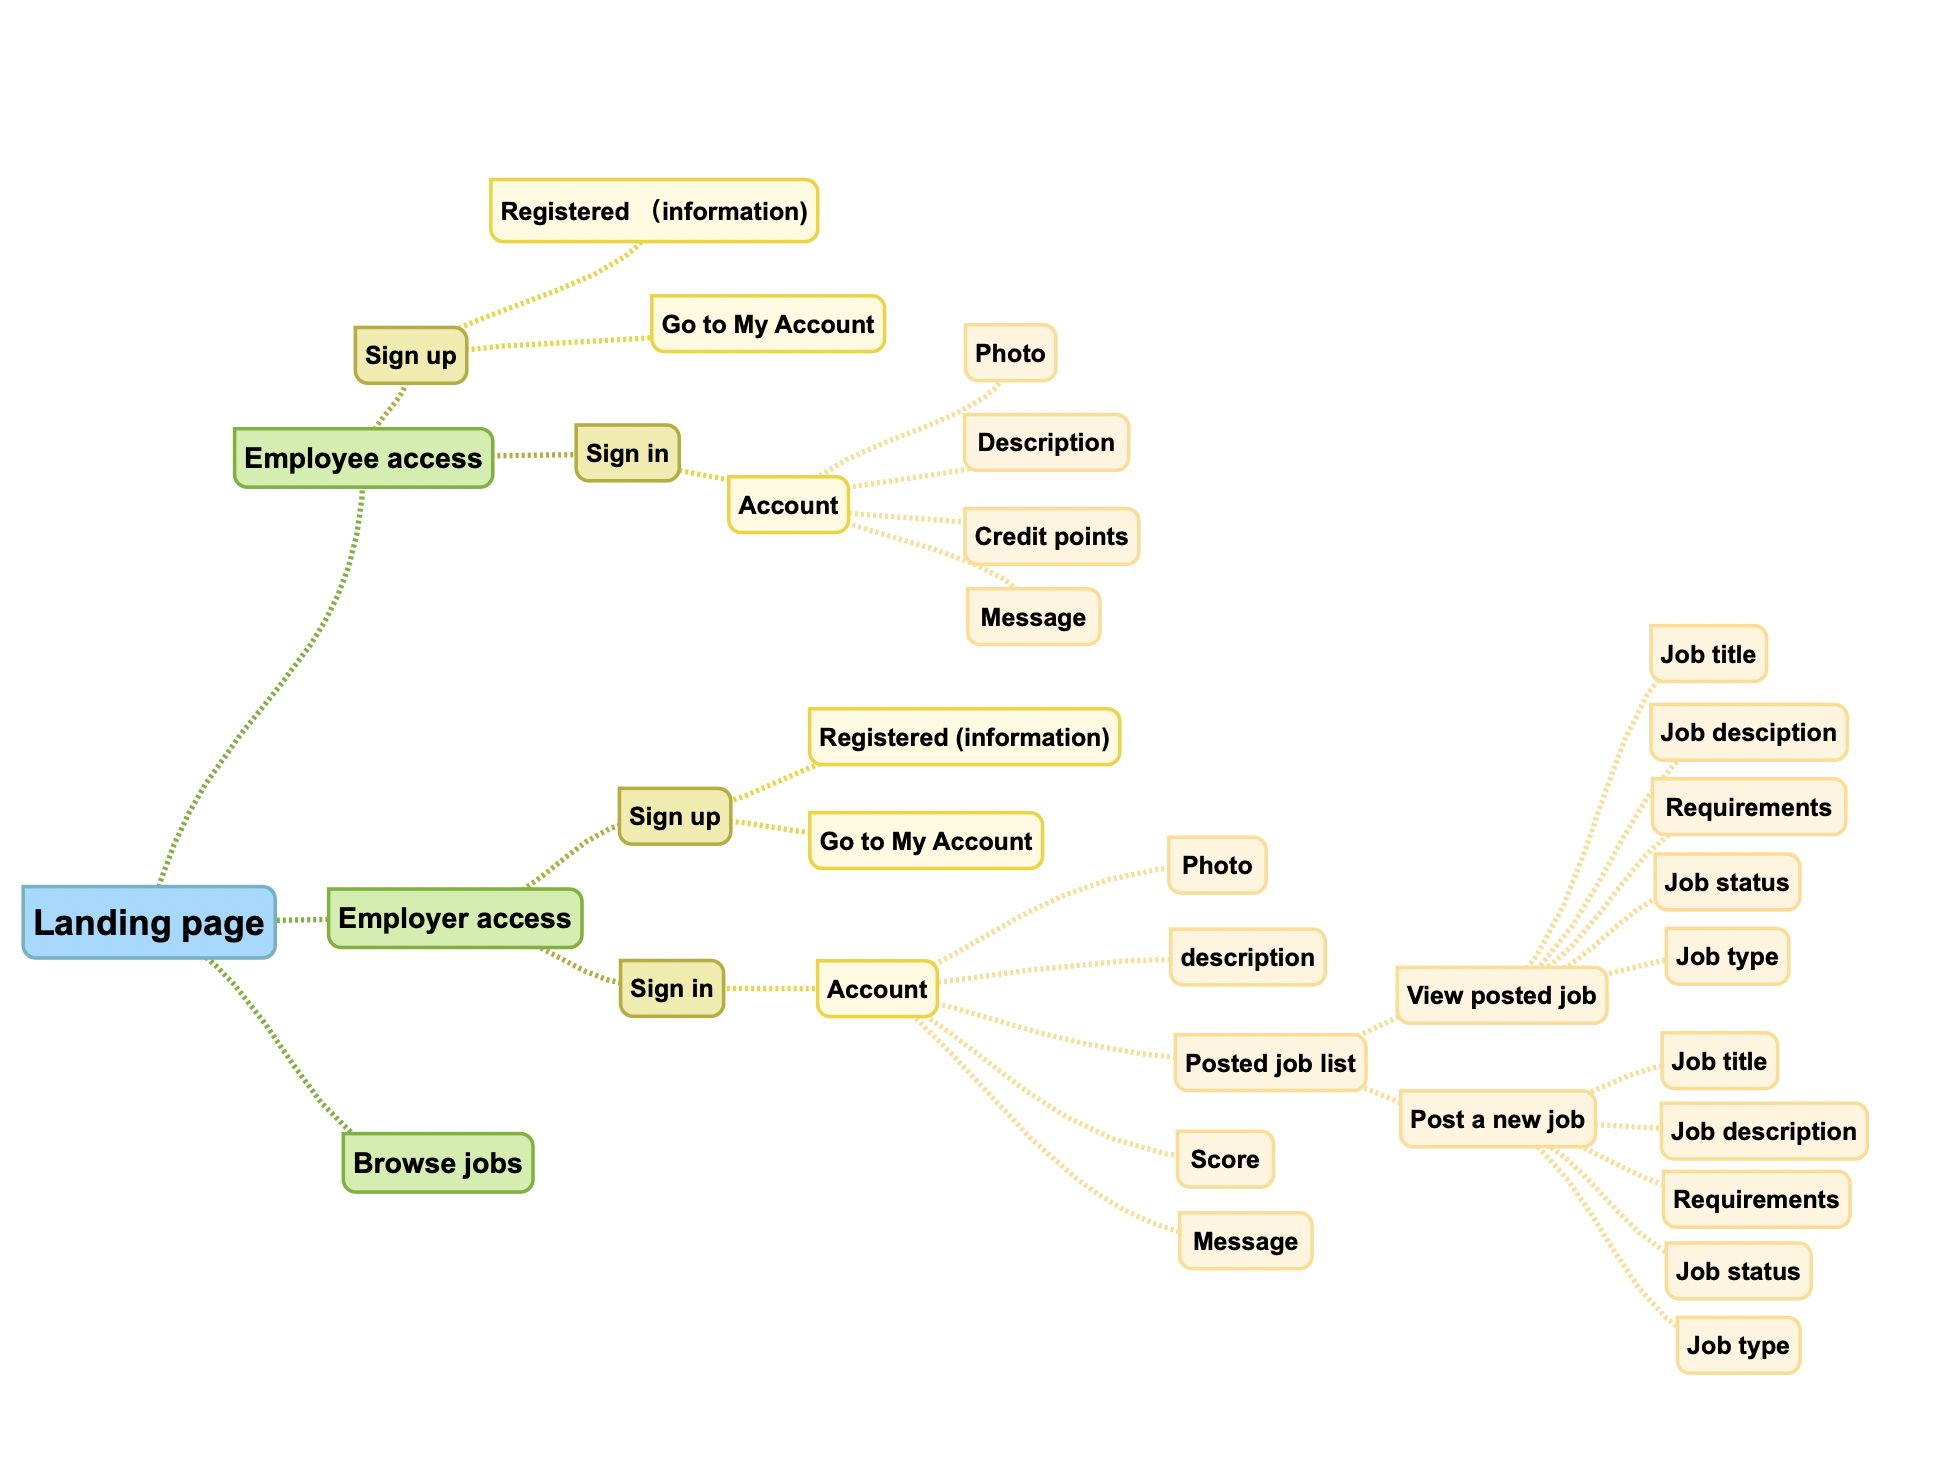 Registered （information)
Go to My Account
Sign up
Photo
Description
Employee access
Sign in
Account
Credit points
Message
Job title
Job desciption
Registered (information)
Requirements
Sign up
Go to My Account
Photo
Job status
Landing page
Employer access
description
Job type
Sign in
Account
View posted job
Posted job list
Job title
Post a new job
Job description
Browse jobs
Score
Requirements
Message
Job status
Job type